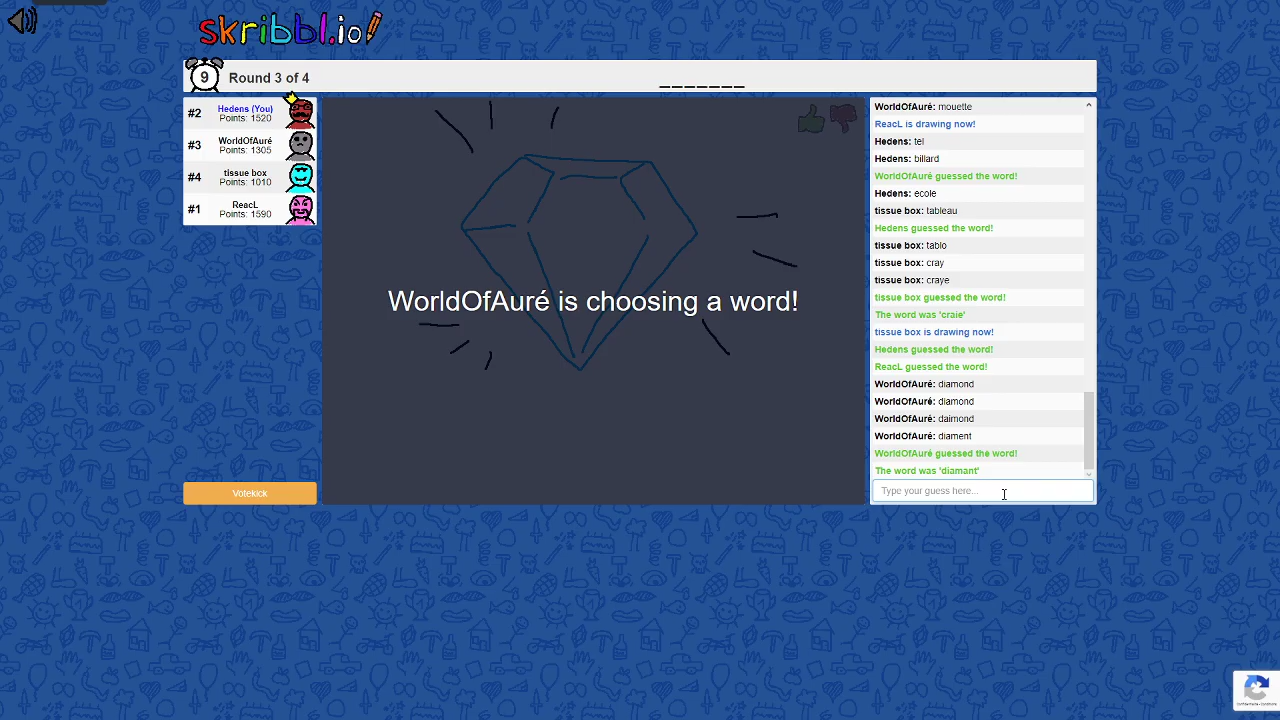 skribbl.io
9 Round 3 of 4 _______
#2 Hedens (You) Points: 1520
#3 WorldOfAuré Points: 1305
#4 tissue box Points: 1010
#1 ReacL Points: 1590
Votekick
WorldOfAuré is choosing a word!
WorldOfAuré: mouette
ReacL is drawing now!
Hedens: tel
Hedens: billard
WorldOfAuré guessed the word!
Hedens: ecole
tissue box: tableau
Hedens guessed the word!
tissue box: tablo
tissue box: cray
tissue box: craye
tissue box guessed the word!
The word was 'craie'
tissue box is drawing now!
Hedens guessed the word!
ReacL guessed the word!
WorldOfAuré: diamond
WorldOfAuré: diamond
WorldOfAuré: daimond
WorldOfAuré: diament
WorldOfAuré guessed the word!
The word was 'diamant'
Type your guess here...